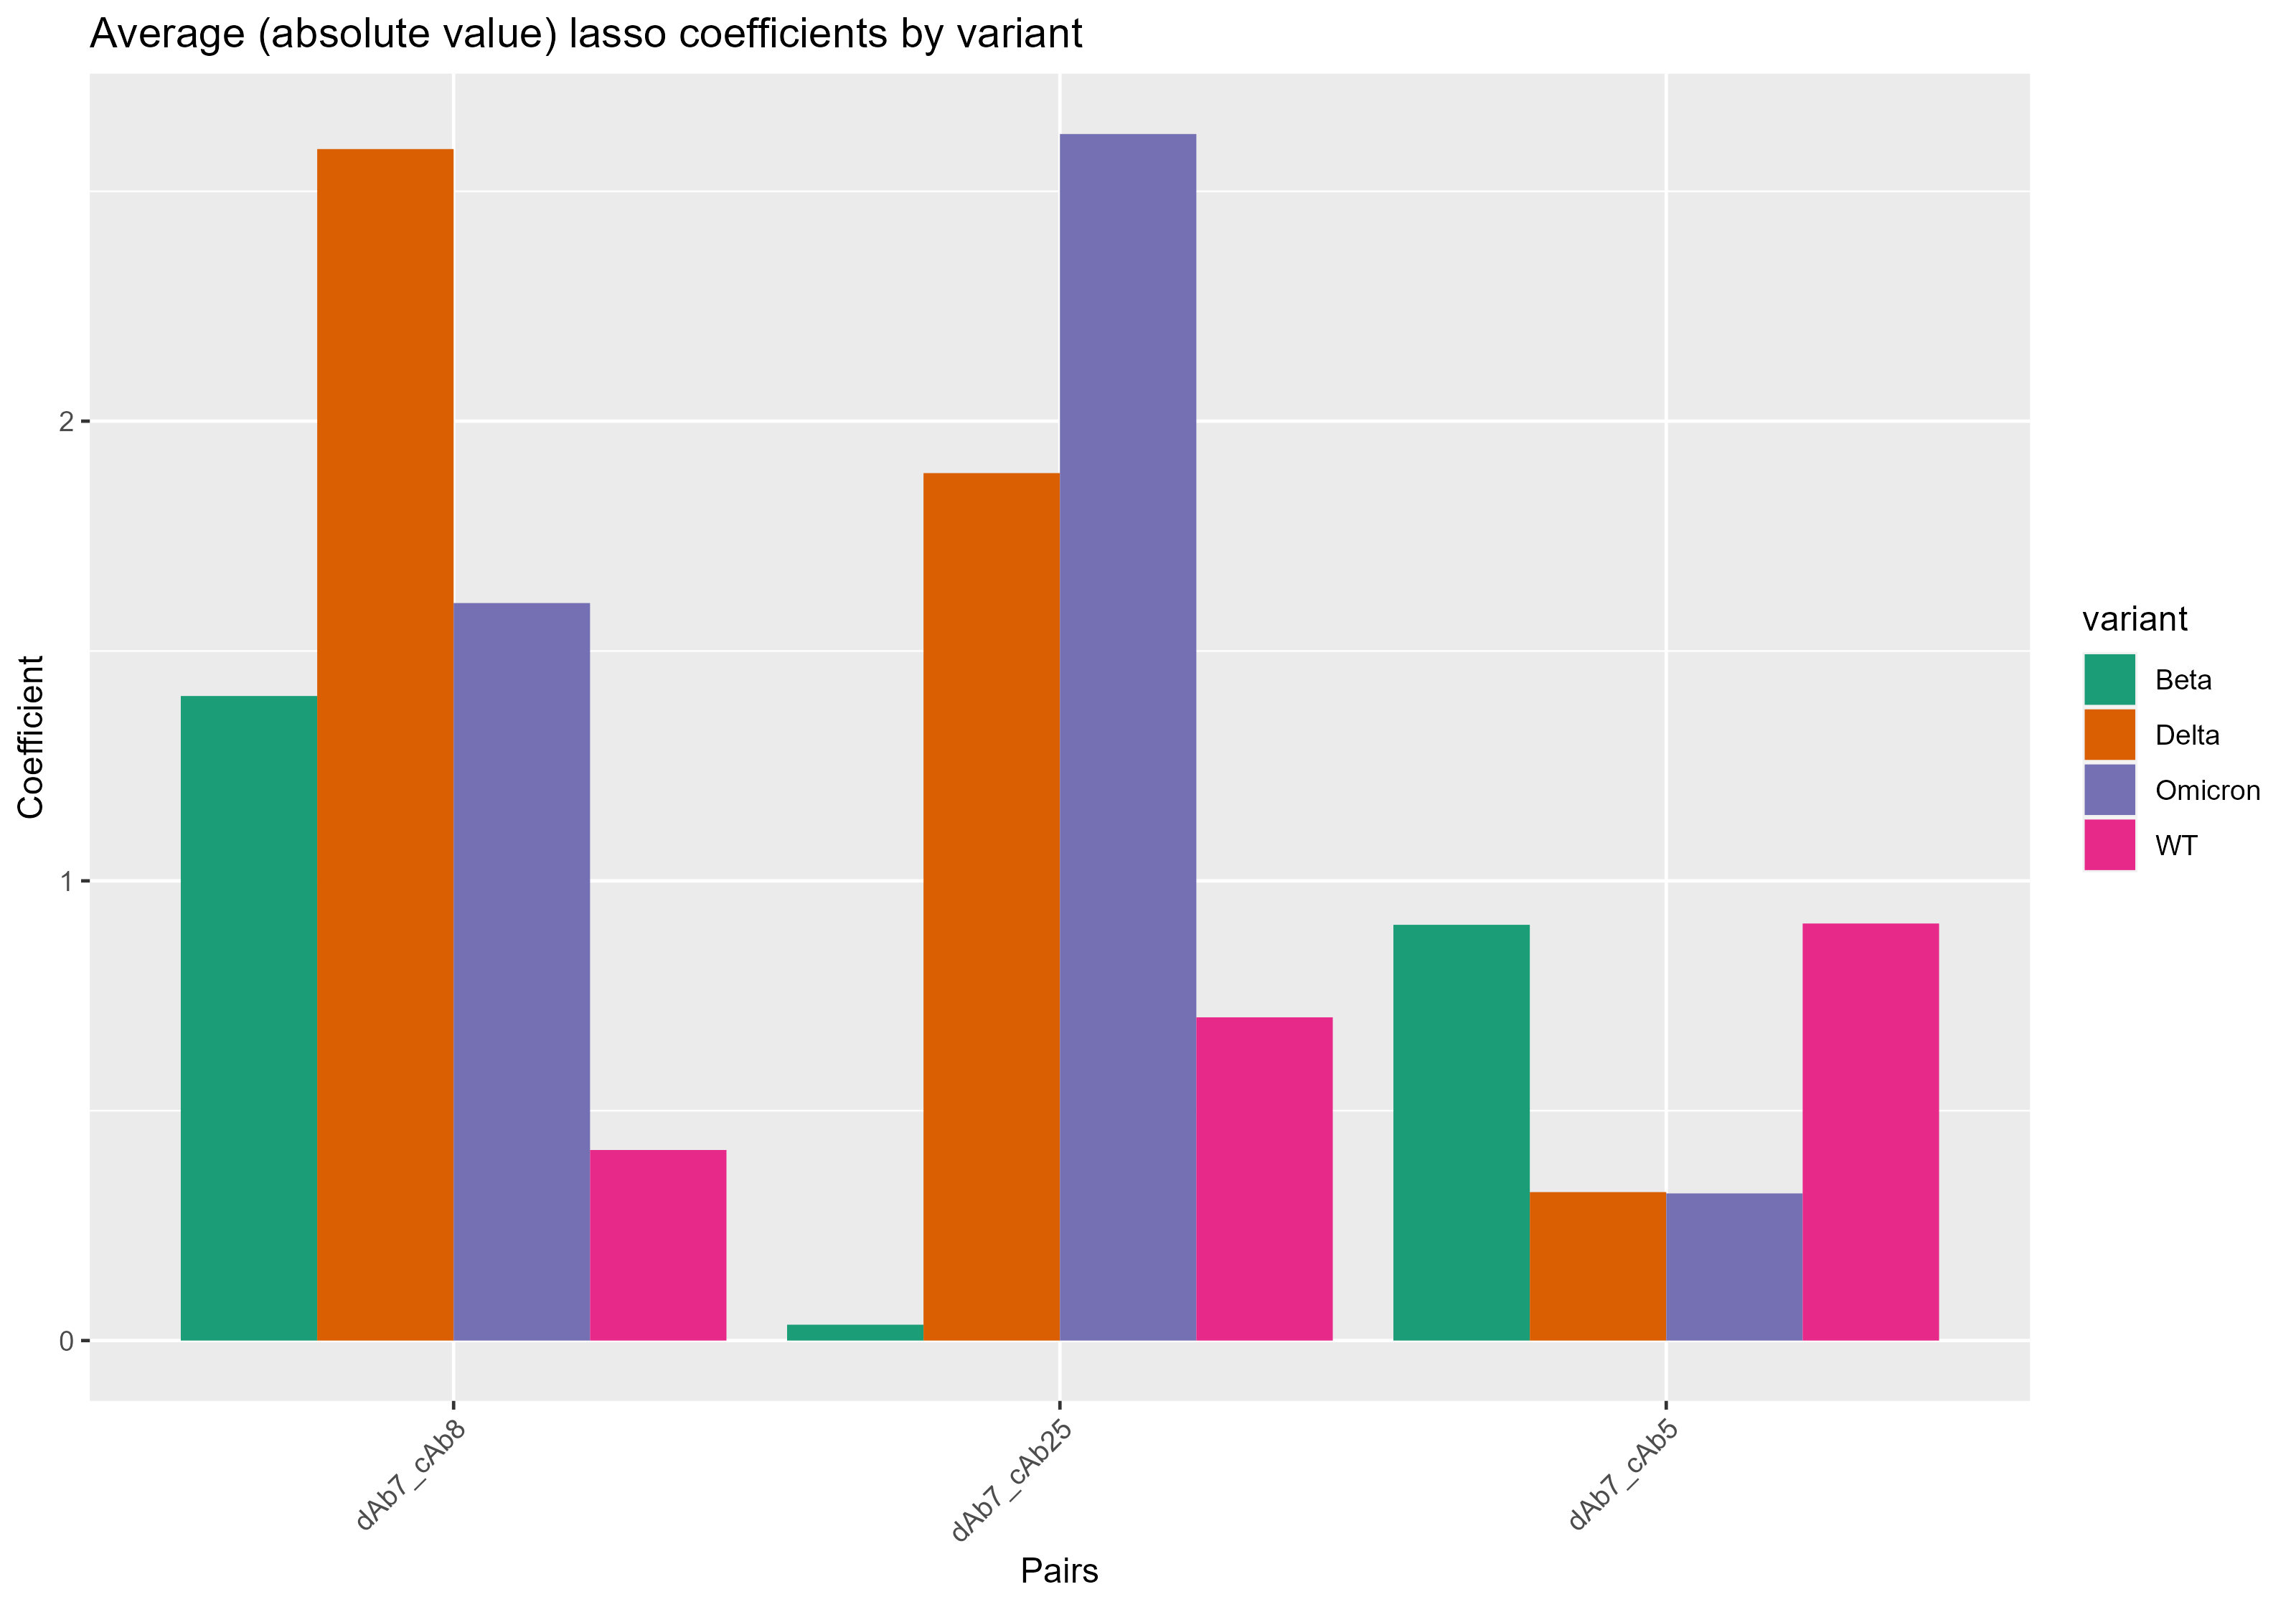 Average (absolute value) lasso coefficients by variant
Coefficient
2
1
0
dAb7_cAb8
dAb7_cAb25
dAb7_cAb5
Pairs
variant
Beta
Delta
Omicron
WT